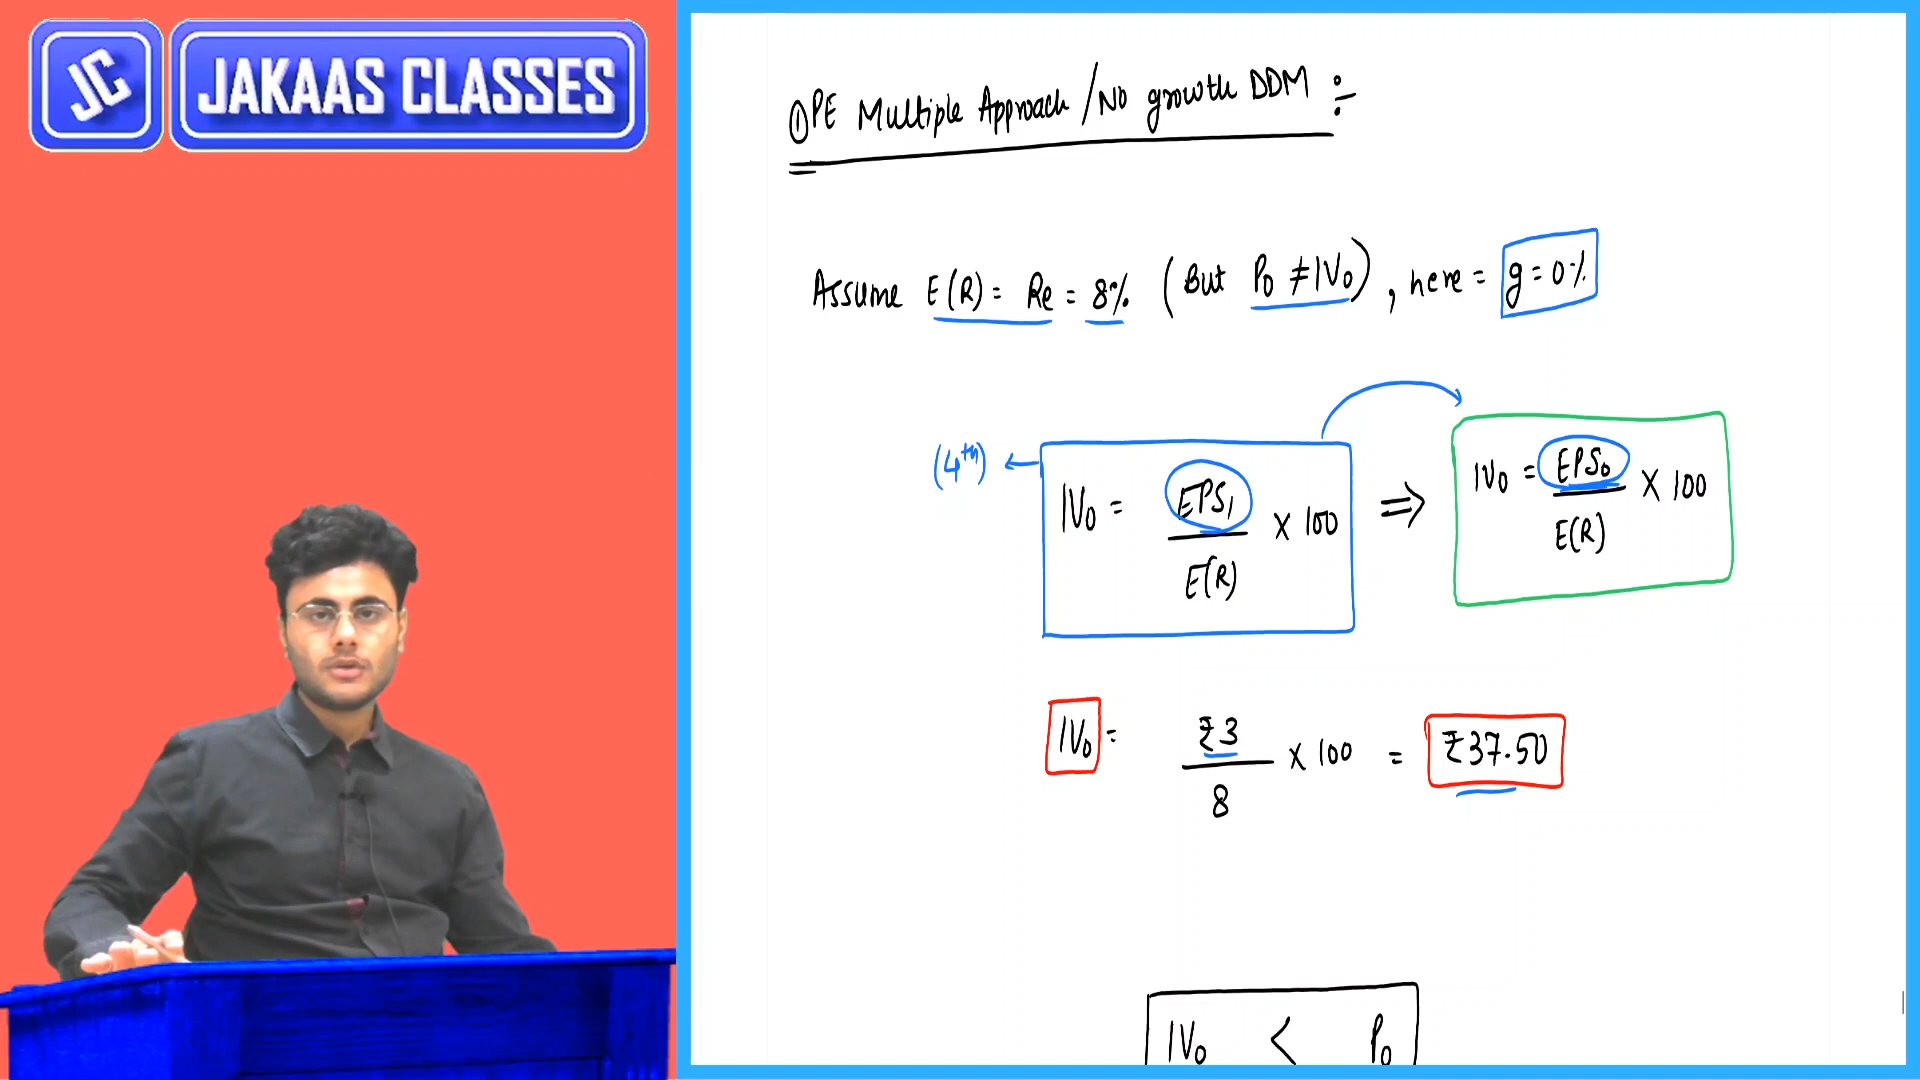 JC JAKAAS CLASSES
① PE Multiple Approach / No growth DDM :-
Assume E(R) = Re = 8% (But P₀ ≠ IV₀), here = g = 0%
(4th) ← IV₀ = EPS₁ / E(R) × 100 ⇒ IV₀ = EPS₀ / E(R) × 100
IV₀ = ₹3 / 8 × 100 = ₹37.50
IV₀ < P₀